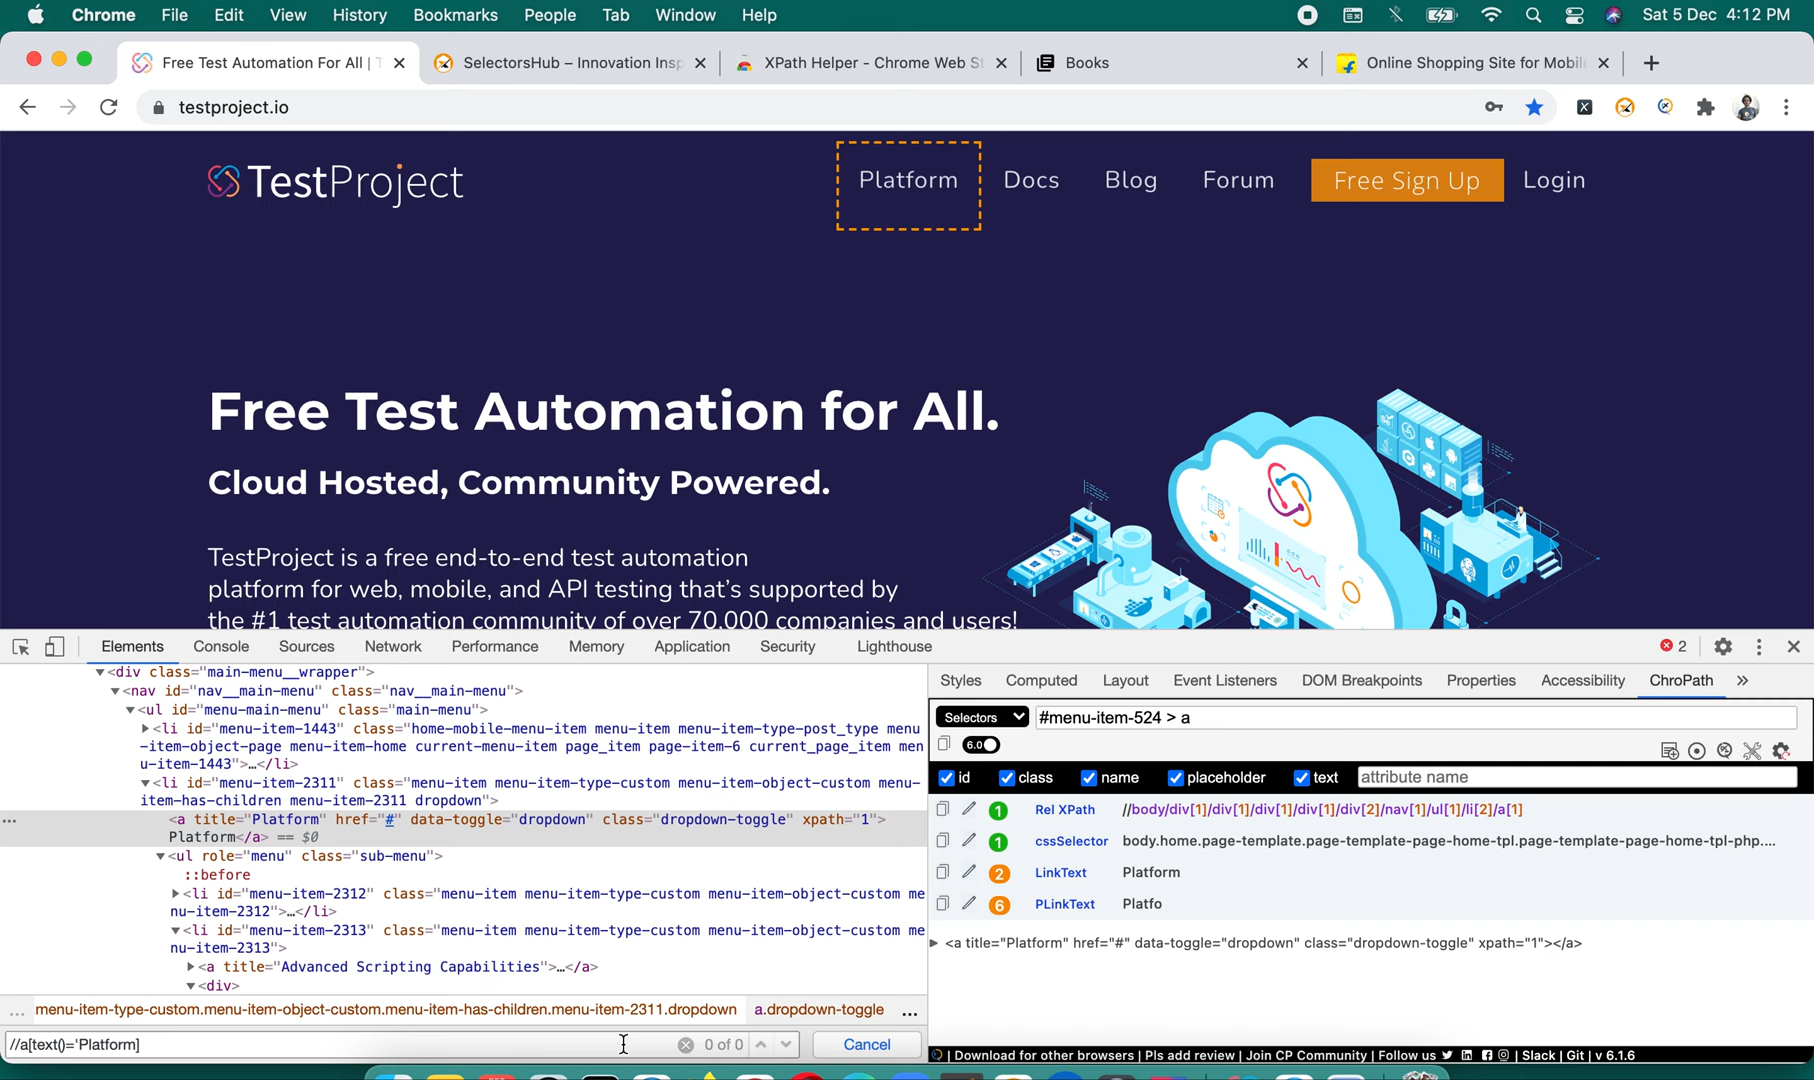 Chrome File Edit View History Bookmarks People Tab Window Help Sat 5 Dec 4:12 PM
Free Test Automation For All | T SelectorsHub – Innovation Insp XPath Helper - Chrome Web St Books Online Shopping Site for Mobile
testproject.io
TestProject Platform Docs Blog Forum Free Sign Up Login
Free Test Automation for All.
Cloud Hosted, Community Powered.
TestProject is a free end-to-end test automation
platform for web, mobile, and API testing that's supported by
the #1 test automation community of over 70,000 companies and users!
Elements Console Sources Network Performance Memory Application Security Lighthouse 2
<div class="main-menu__wrapper">
<nav id="nav__main-menu" class="nav__main-menu">
<ul id="menu-main-menu" class="main-menu">
<li id="menu-item-1443" class="home-mobile-menu-item menu-item menu-item-type-post_type menu
-item-object-page menu-item-home current-menu-item page_item page-item-6 current_page_item men
u-item-1443">…</li>
<li id="menu-item-2311" class="menu-item menu-item-type-custom menu-item-object-custom menu-
item-has-children menu-item-2311 dropdown">
<a title="Platform" href="#" data-toggle="dropdown" class="dropdown-toggle" xpath="1">
Platform</a> == $0
<ul role="menu" class="sub-menu">
::before
<li id="menu-item-2312" class="menu-item menu-item-type-custom menu-item-object-custom me
nu-item-2312">…</li>
<li id="menu-item-2313" class="menu-item menu-item-type-custom menu-item-object-custom me
nu-item-2313">
<a title="Advanced Scripting Capabilities">…</a>
<div>
... menu-item-type-custom.menu-item-object-custom.menu-item-has-children.menu-item-2311.dropdown a.dropdown-toggle ...
//a[text()='Platform] 0 of 0 Cancel
Styles Computed Layout Event Listeners DOM Breakpoints Properties Accessibility ChroPath »
Selectors #menu-item-524 > a
6.0
id class name placeholder text attribute name
1 Rel XPath //body/div[1]/div[1]/div[1]/div[1]/div[2]/nav[1]/ul[1]/li[2]/a[1]
1 cssSelector body.home.page-template.page-template-page-home-tpl.page-template-page-home-tpl-php....
2 LinkText Platform
6 PLinkText Platfo
<a title="Platform" href="#" data-toggle="dropdown" class="dropdown-toggle" xpath="1"></a>
| Download for other browsers | Pls add review | Join CP Community | Follow us | Slack | Git | v 6.1.6